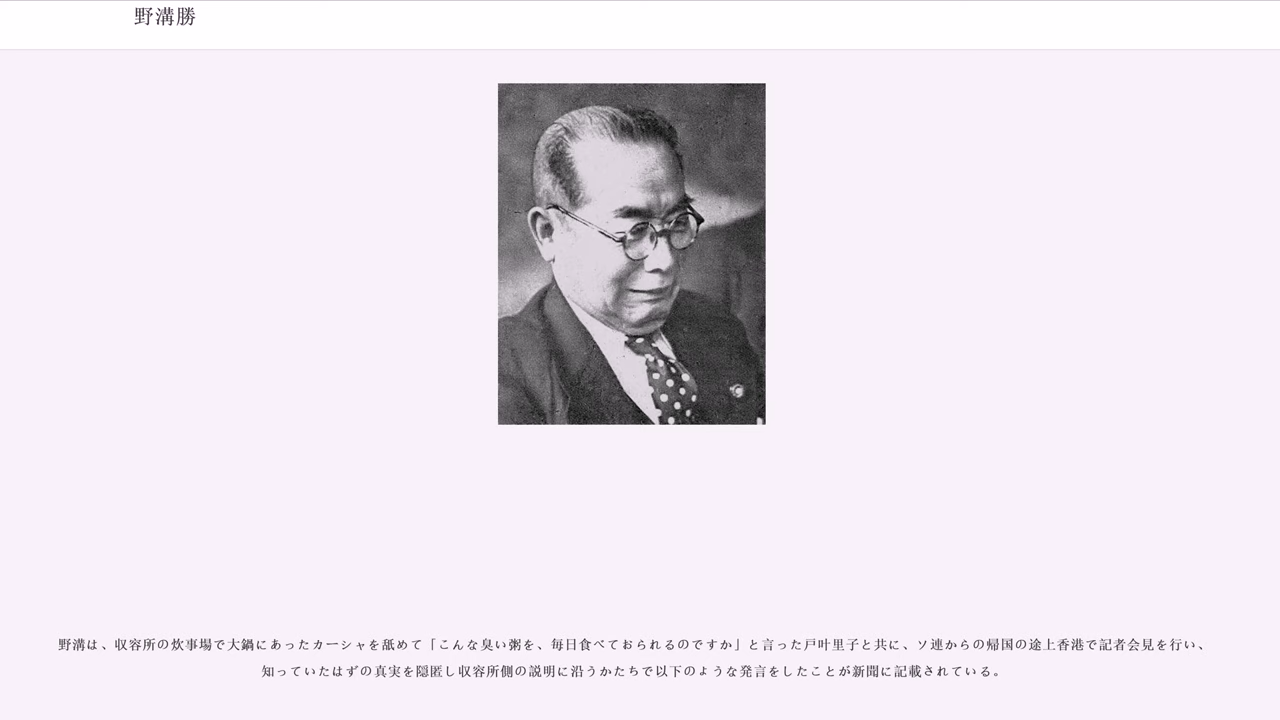 野溝勝
野溝は、収容所の炊事場で大鍋にあったカーシャを舐めて「こんな臭い粥を、毎日食べておられるのですか」と言った戸叶里子と共に、ソ連からの帰国の途上香港で記者会見を行い、
知っていたはずの真実を隠匿し収容所側の説明に沿うかたちで以下のような発言をしたことが新聞に記載されている。